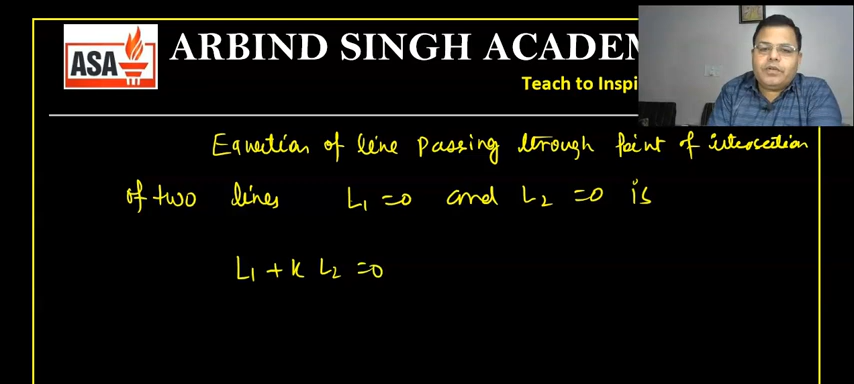 ASA
ARBIND SINGH ACADEM
Teach to Inspi
Equation of line passing through Point of intersection
of two lines L₁ =0 and L₂ =0 is
L₁ + K L₂ =0